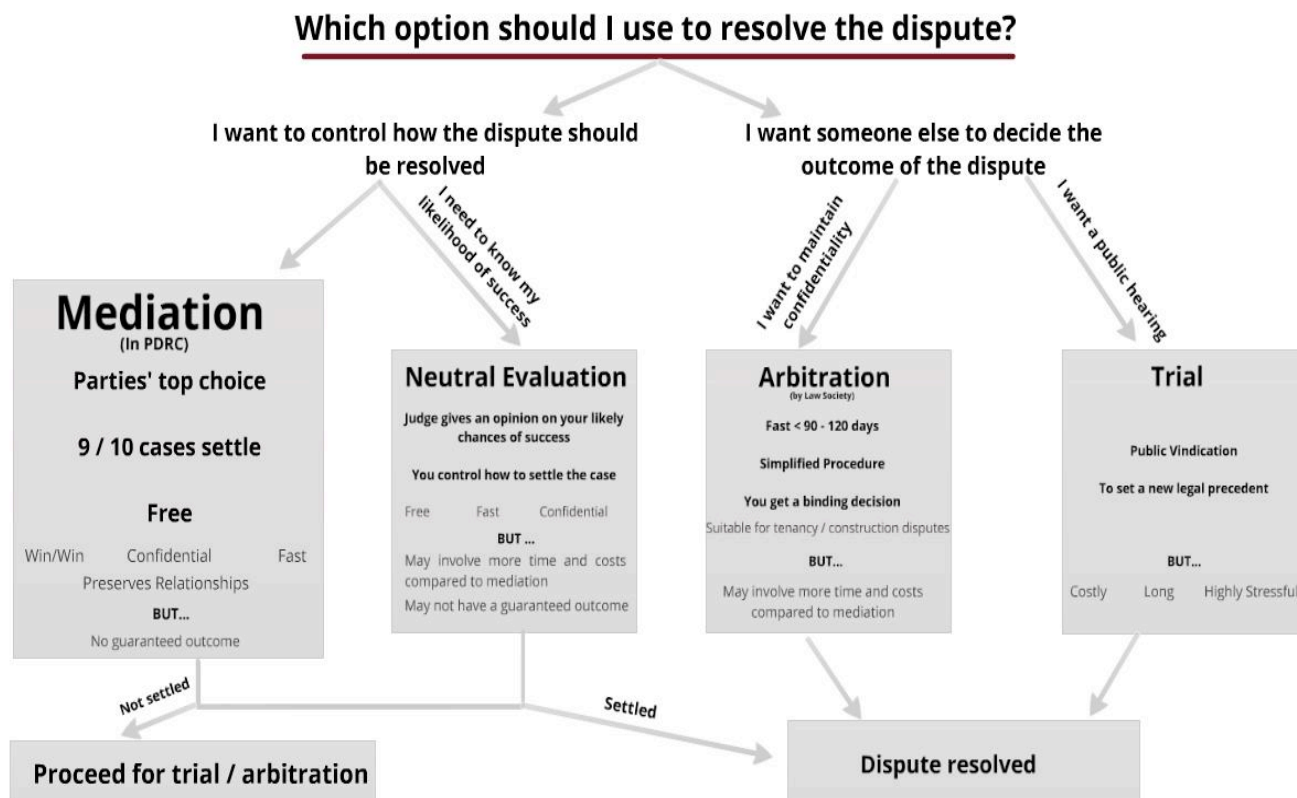 Which option should I use to resolve the dispute?
I want to control how the dispute should
be resolved
I want someone else to decide the
outcome of the dispute
I need to know my
likelihood of success
I want to maintain
confidentiality
I want a public hearing
Mediation
(In PDRC)
Parties' top choice
9 / 10 cases settle
Free
Win/Win Confidential Fast
Preserves Relationships
BUT...
No guaranteed outcome
Neutral Evaluation
Judge gives an opinion on your likely
chances of success
You control how to settle the case
Free Fast Confidential
BUT ...
May involve more time and costs
compared to mediation
May not have a guaranteed outcome
Arbitration
(by Law Society)
Fast < 90 - 120 days
Simplified Procedure
You get a binding decision
Suitable for tenancy / construction disputes
BUT...
May involve more time and costs
compared to mediation
Trial
Public Vindication
To set a new legal precedent
BUT...
Costly Long Highly Stressful
Not settled
Settled
Proceed for trial / arbitration
Dispute resolved